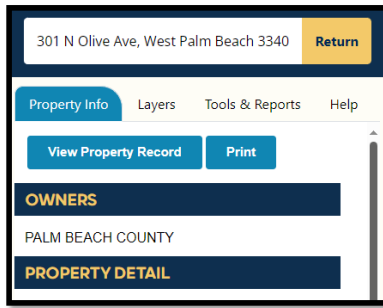 301 N Olive Ave, West Palm Beach 3340 Return
Property Info Layers Tools & Reports Help
View Property Record Print
OWNERS
PALM BEACH COUNTY
PROPERTY DETAIL